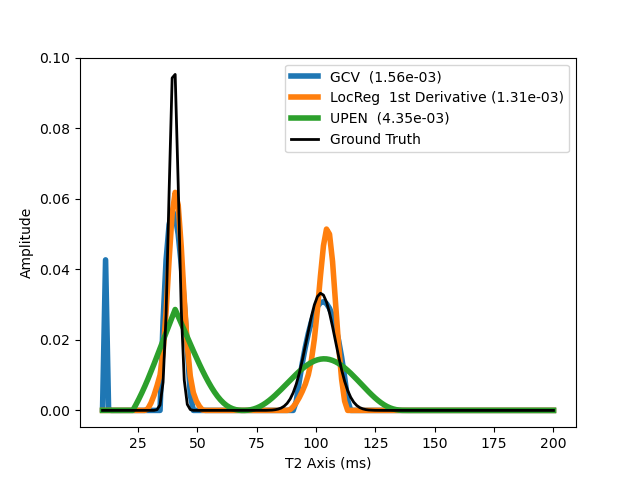 0.10
0.08
0.06
0.04
0.02
0.00
Amplitude
GCV  (1.56e-03)
LocReg  1st Derivative (1.31e-03)
UPEN  (4.35e-03)
Ground Truth
25 50 75 100 125 150 175 200
T2 Axis (ms)